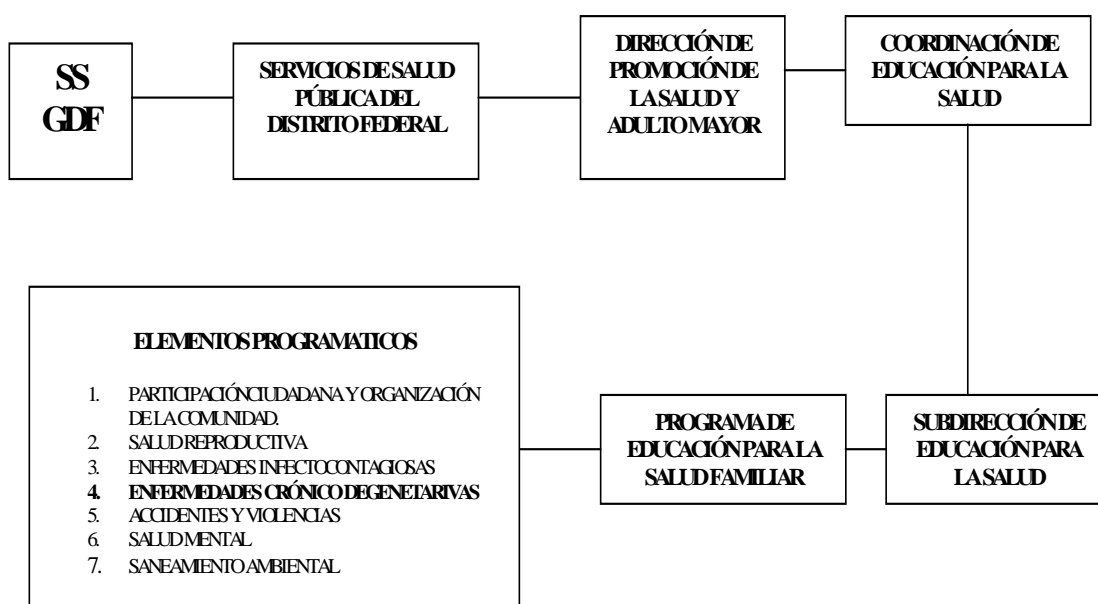 SS
GDF
SERVICIOS DE SALUD
PÚBLICA DEL
DISTRITO FEDERAL
DIRECCIÓN DE
PROMOCIÓN DE
LA SALUD Y
ADULTO MAYOR
COORDINACIÓN DE
EDUCACIÓN PARA LA
SALUD
ELEMENTOS PROGRAMATICOS
1. PARTICIPACIÓN CIUDADANA Y ORGANIZACIÓN
DE LA COMUNIDAD.
2. SALUD REPRODUCTIVA
3. ENFERMEDADES INFECTOCONTAGIOSAS
4. ENFERMEDADES CRÓNICO DEGENETARIVAS
5. ACCIDENTES Y VIOLENCIAS
6. SALUD MENTAL
7. SANEAMIENTO AMBIENTAL
PROGRAMA DE
EDUCACIÓN PARA LA
SALUD FAMILIAR
SUBDIRECCIÓN DE
EDUCACIÓN PARA
LA SALUD